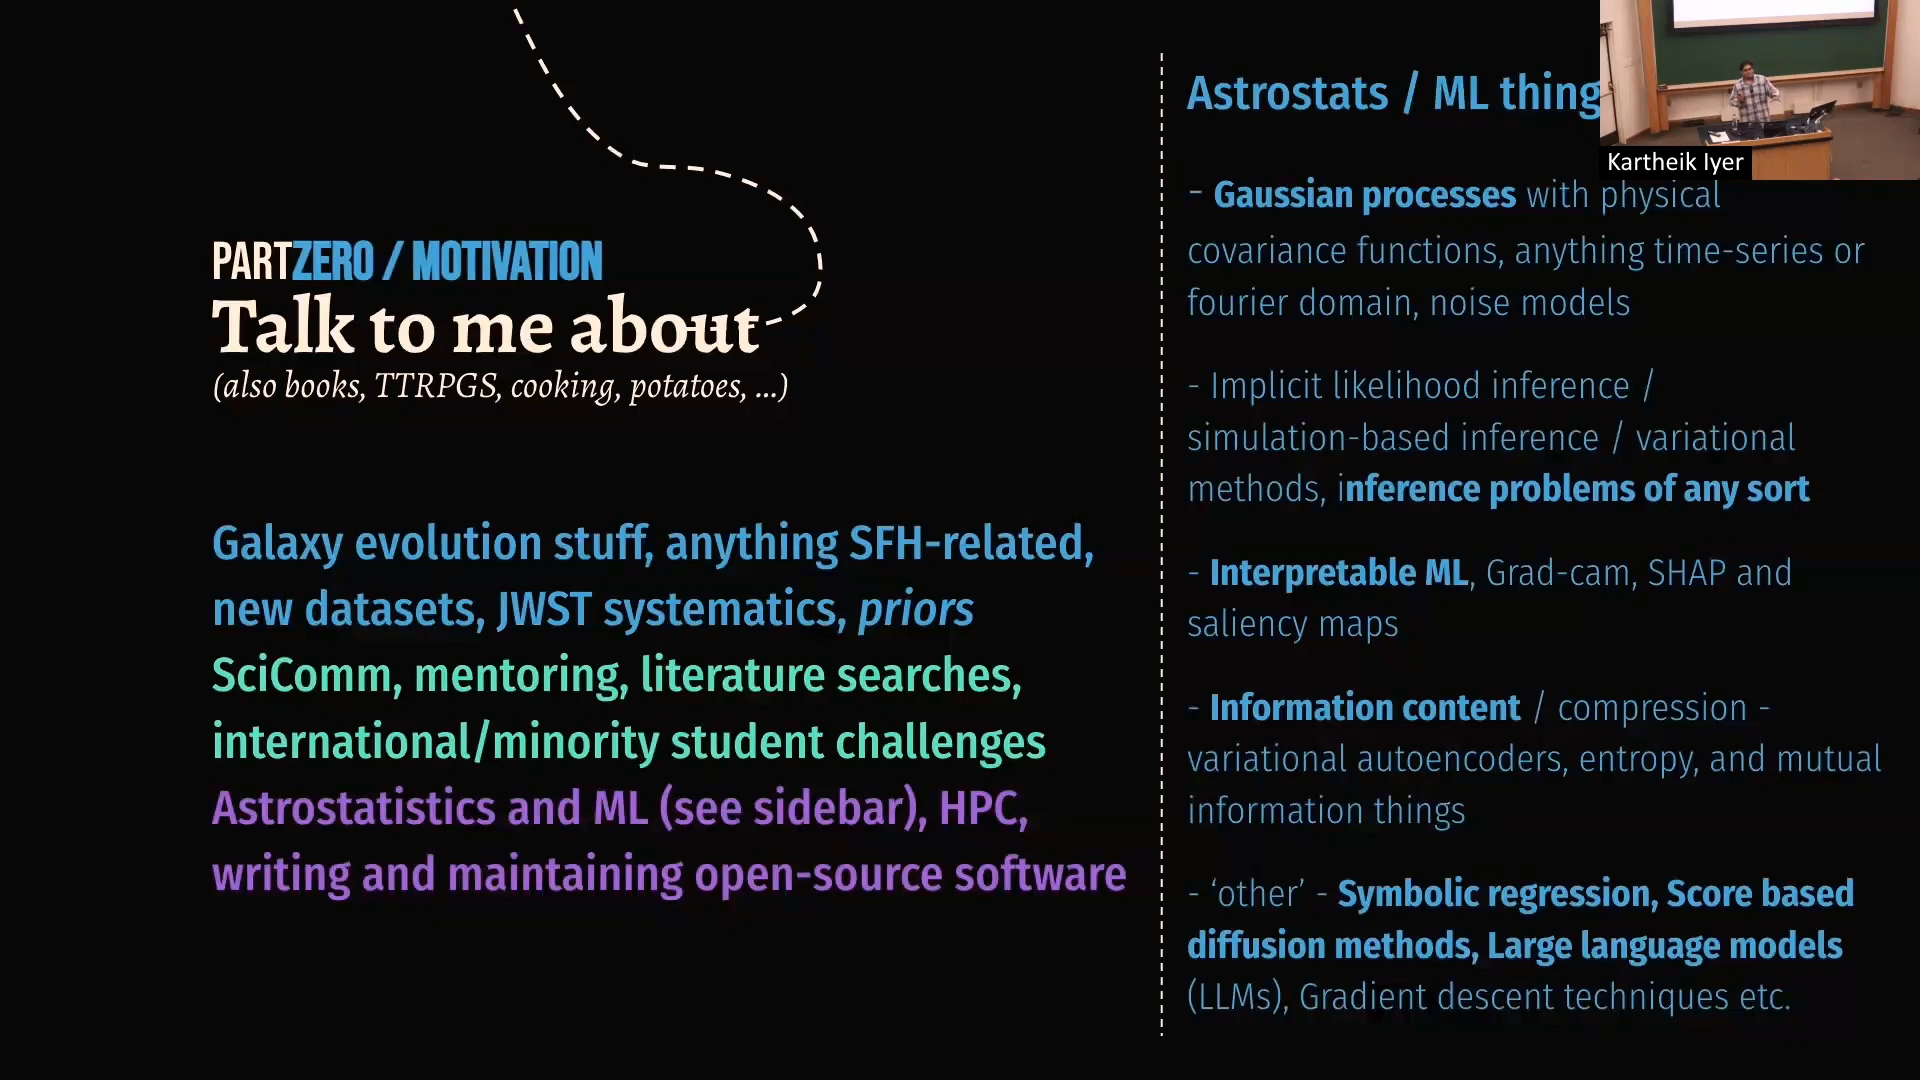 PARTZERO / MOTIVATION
Talk to me about
(also books, TTRPGS, cooking, potatoes, ...)
Galaxy evolution stuff, anything SFH-related,
new datasets, JWST systematics, priors
SciComm, mentoring, literature searches,
international/minority student challenges
Astrostatistics and ML (see sidebar), HPC,
writing and maintaining open-source software
Astrostats / ML thing
Kartheik Iyer
- Gaussian processes with physical
covariance functions, anything time-series or
fourier domain, noise models
- Implicit likelihood inference /
simulation-based inference / variational
methods, inference problems of any sort
- Interpretable ML, Grad-cam, SHAP and
saliency maps
- Information content / compression -
variational autoencoders, entropy, and mutual
information things
- ‘other’ - Symbolic regression, Score based
diffusion methods, Large language models
(LLMs), Gradient descent techniques etc.